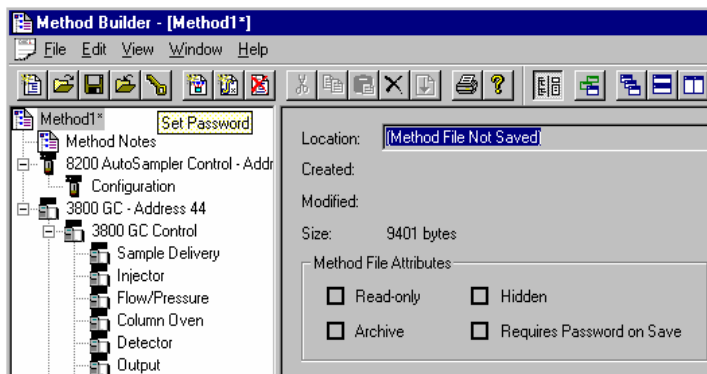 Method Builder - [Method1*]
File Edit View Window Help
Method1*
Set Password
Method Notes
8200 AutoSampler Control - Addr
Configuration
3800 GC - Address 44
3800 GC Control
Sample Delivery
Injector
Flow/Pressure
Column Oven
Detector
Output
Location: (Method File Not Saved)
Created:
Modified:
Size: 9401 bytes
Method File Attributes
Read-only Hidden
Archive Requires Password on Save